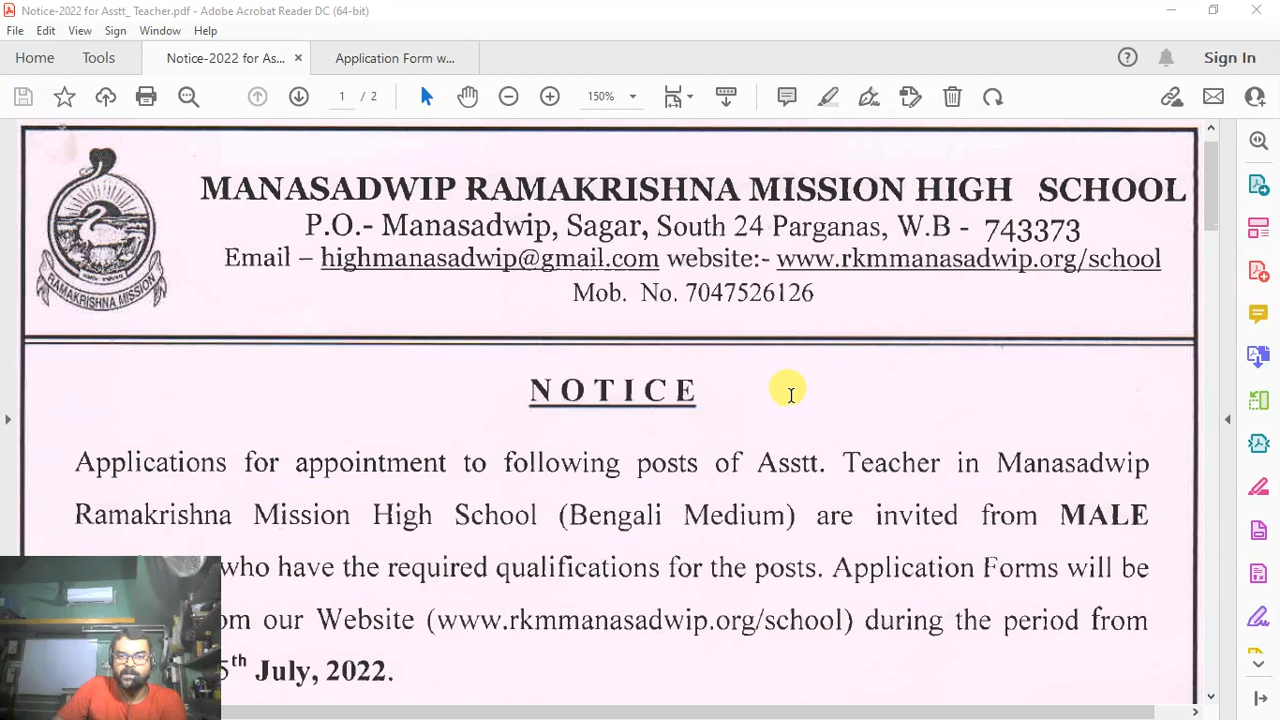 Notice-2022 for Asstt_ Teacher.pdf - Adobe Acrobat Reader DC (64-bit)
File Edit View Sign Window Help
Home Tools Notice-2022 for As... × Application Form w... Sign In
1 / 2 150%
MANASADWIP RAMAKRISHNA MISSION HIGH SCHOOL
P.O.- Manasadwip, Sagar, South 24 Parganas, W.B - 743373
Email – highmanasadwip@gmail.com website:- www.rkmmanasadwip.org/school
Mob. No. 7047526126
RAMAKRISHNA MISSION
NOTICE
Applications for appointment to following posts of Asstt. Teacher in Manasadwip
Ramakrishna Mission High School (Bengali Medium) are invited from MALE
who have the required qualifications for the posts. Application Forms will be
our Website (www.rkmmanasadwip.org/school) during the period from
July, 2022.